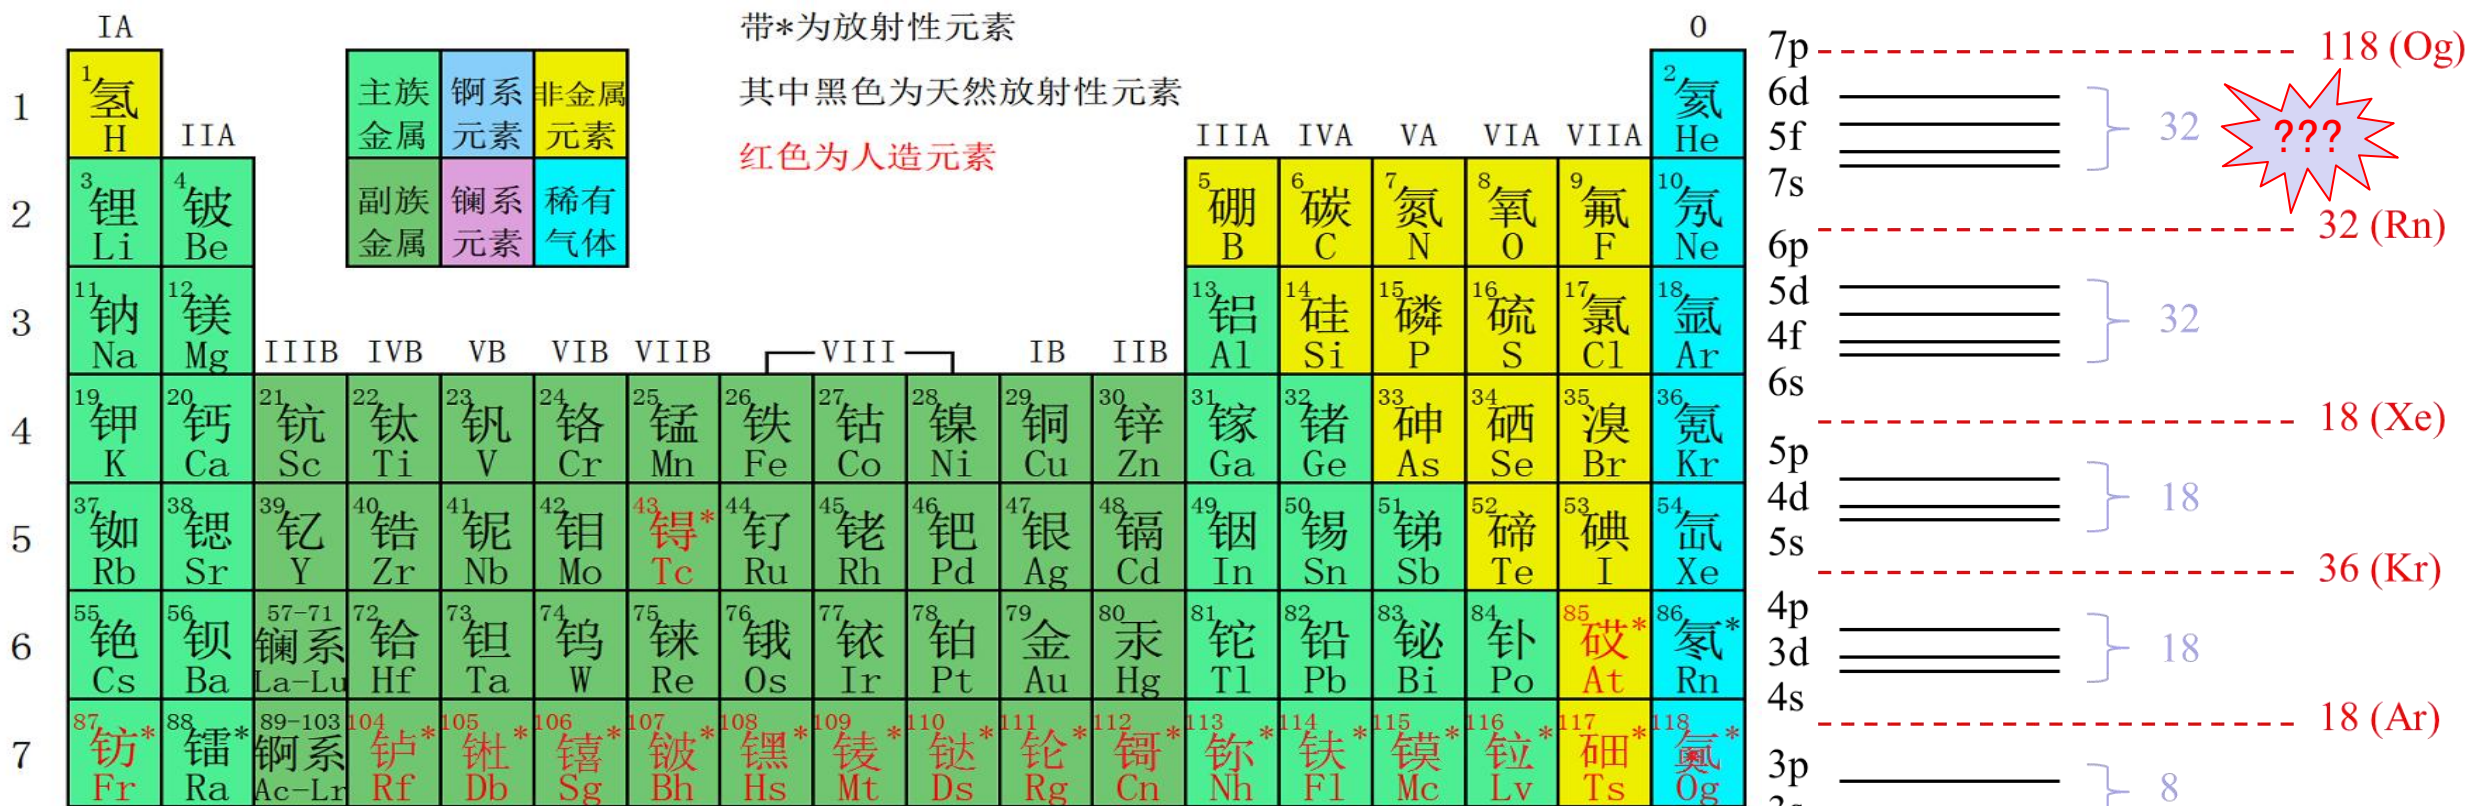 带*为放射性元素
其中黑色为天然放射性元素
红色为人造元素
主族金属 锕系元素 非金属元素
副族金属 镧系元素 稀有气体
IA IIA IIIB IVB VB VIB VIIB VIII IB IIB IIIA IVA VA VIA VIIA 0
1 1 氢 H 2 氦 He
2 3 锂 Li 4 铍 Be 5 硼 B 6 碳 C 7 氮 N 8 氧 O 9 氟 F 10 氖 Ne
3 11 钠 Na 12 镁 Mg 13 铝 Al 14 硅 Si 15 磷 P 16 硫 S 17 氯 Cl 18 氩 Ar
4 19 钾 K 20 钙 Ca 21 钪 Sc 22 钛 Ti 23 钒 V 24 铬 Cr 25 锰 Mn 26 铁 Fe 27 钴 Co 28 镍 Ni 29 铜 Cu 30 锌 Zn 31 镓 Ga 32 锗 Ge 33 砷 As 34 硒 Se 35 溴 Br 36 氪 Kr
5 37 铷 Rb 38 锶 Sr 39 钇 Y 40 锆 Zr 41 铌 Nb 42 钼 Mo 43 锝* Tc 44 钌 Ru 45 铑 Rh 46 钯 Pd 47 银 Ag 48 镉 Cd 49 铟 In 50 锡 Sn 51 锑 Sb 52 碲 Te 53 碘 I 54 氙 Xe
6 55 铯 Cs 56 钡 Ba 57-71 镧系 La-Lu 72 铪 Hf 73 钽 Ta 74 钨 W 75 铼 Re 76 锇 Os 77 铱 Ir 78 铂 Pt 79 金 Au 80 汞 Hg 81 铊 Tl 82 铅 Pb 83 铋 Bi 84 钋 Po 85 砹* At 86 氡* Rn
7 87 钫* Fr 88 镭* Ra 89-103 锕系 Ac-Lr 104 𬬻* Rf 105 𬭊* Db 106 𬭳* Sg 107 𬭛* Bh 108 𬭶* Hs 109 鿏* Mt 110 𫟼* Ds 111 𬬭* Rg 112 鿔* Cn 113 鿭* Nh 114 𫓧* Fl 115 镆* Mc 116 𫟷* Lv 117 鿬* Ts 118 鿫* Og
7p 118 (Og)
6d
5f 32 ???
7s
32 (Rn)
6p
5d
4f 32
6s
18 (Xe)
5p
4d 18
5s
36 (Kr)
4p
3d 18
4s
18 (Ar)
3p
8